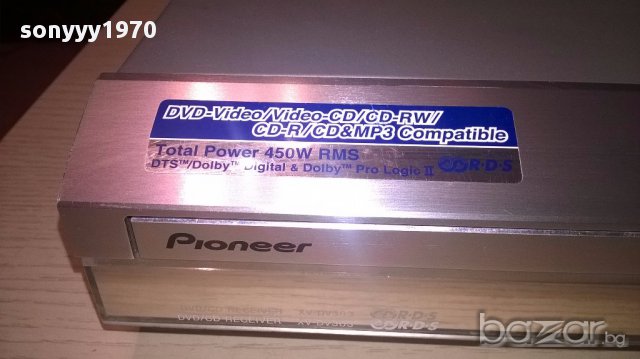 sonyyy1970
DVD-Video/Video-CD/CD-RW/
CD-R/CD&MP3 Compatible
Total Power 450W RMS
DTS™/Dolby™ Digital & Dolby™ Pro Logic II R·D·S
Pioneer
DVD/CD RECEIVER R·D·S
bazar.bg